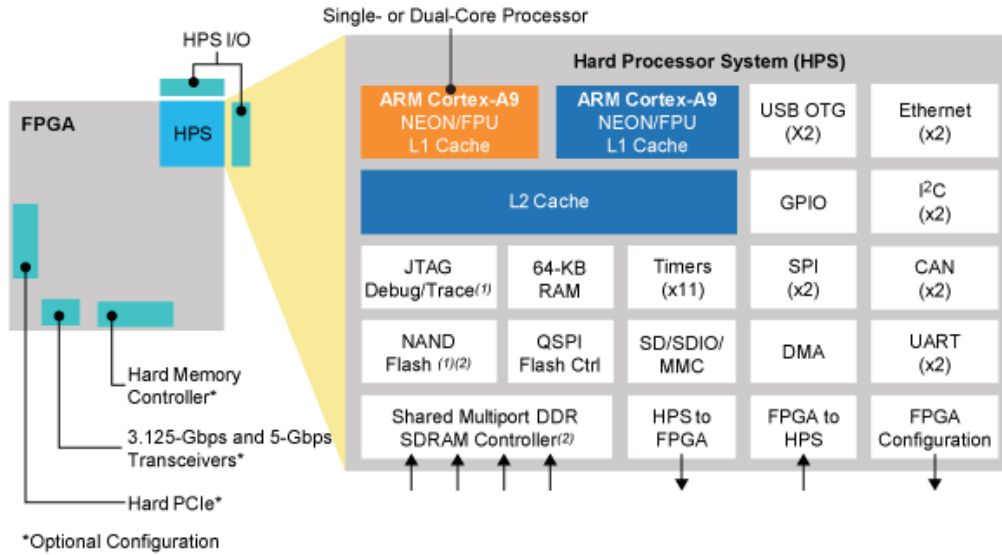 Single- or Dual-Core Processor
HPS I/O
FPGA
HPS
Hard Memory
Controller*
3.125-Gbps and 5-Gbps
Transceivers*
Hard PCIe*
*Optional Configuration
Hard Processor System (HPS)
ARM Cortex-A9
NEON/FPU
L1 Cache
ARM Cortex-A9
NEON/FPU
L1 Cache
USB OTG
(X2)
Ethernet
(x2)
L2 Cache
GPIO
I²C
(x2)
JTAG
Debug/Trace(1)
64-KB
RAM
Timers
(x11)
SPI
(x2)
CAN
(x2)
NAND
Flash (1)(2)
QSPI
Flash Ctrl
SD/SDIO/
MMC
DMA
UART
(x2)
Shared Multiport DDR
SDRAM Controller(2)
HPS to
FPGA
FPGA to
HPS
FPGA
Configuration